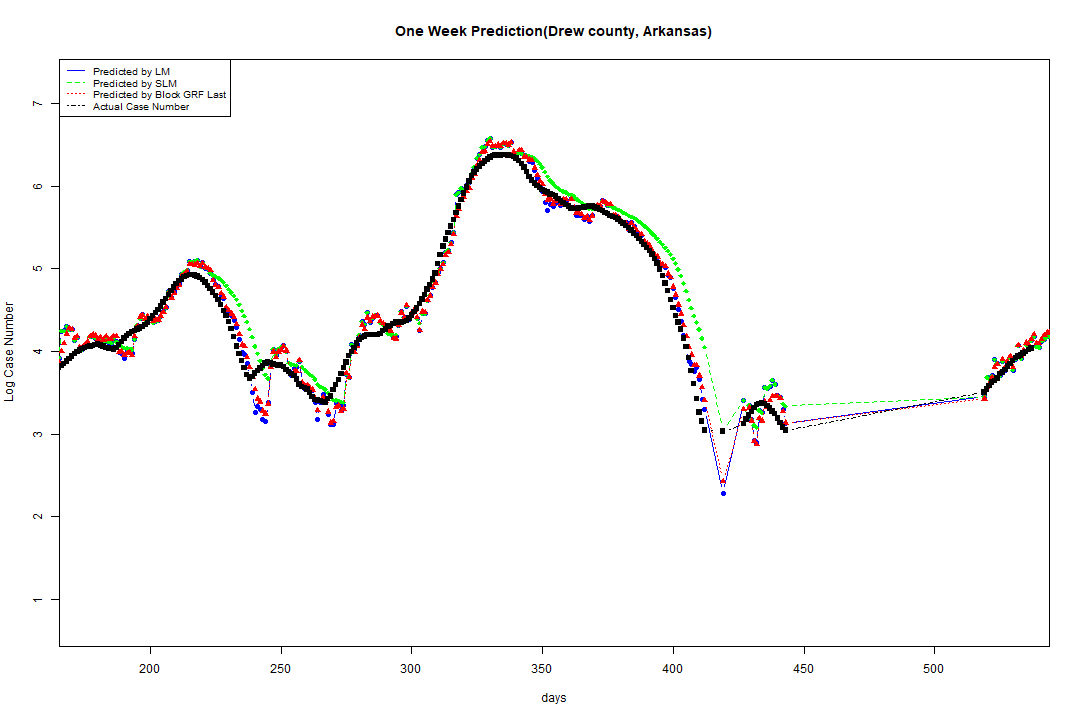 One Week Prediction(Drew county, Arkansas)
Predicted by LM
Predicted by SLM
Predicted by Block GRF Last
Actual Case Number
Log Case Number
7
6
5
4
3
2
1
200 250 300 350 400 450 500
days